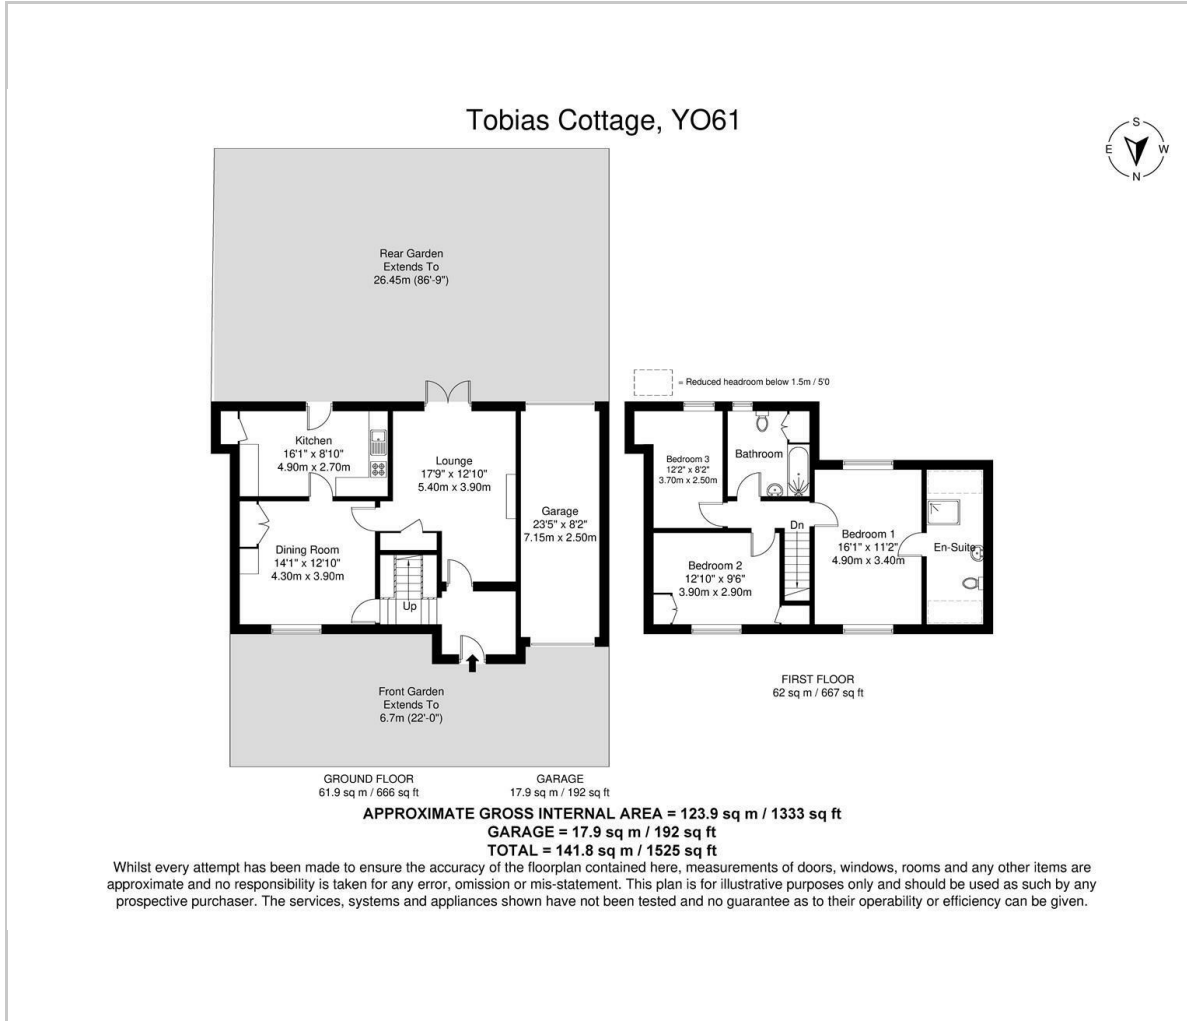 Tobias Cottage, YO61
S
E
W
N
Rear Garden
Extends To
26.45m (86'-9")
= Reduced headroom below 1.5m / 5'0
Kitchen
16'1" x 8'10"
4.90m x 2.70m
Lounge
17'9" x 12'10"
5.40m x 3.90m
Garage
23'5" x 8'2"
7.15m x 2.50m
Dining Room
14'1" x 12'10"
4.30m x 3.90m
Up
Bedroom 3
12'2" x 8'2"
3.70m x 2.50m
Bathroom
Dn
Bedroom 1
16'1" x 11'2"
4.90m x 3.40m
En-Suite
Bedroom 2
12'10" x 9'6"
3.90m x 2.90m
Front Garden
Extends To
6.7m (22'-0")
FIRST FLOOR
62 sq m / 667 sq ft
GROUND FLOOR
61.9 sq m / 666 sq ft
GARAGE
17.9 sq m / 192 sq ft
APPROXIMATE GROSS INTERNAL AREA = 123.9 sq m / 1333 sq ft
GARAGE = 17.9 sq m / 192 sq ft
TOTAL = 141.8 sq m / 1525 sq ft
Whilst every attempt has been made to ensure the accuracy of the floorplan contained here, measurements of doors, windows, rooms and any other items are
approximate and no responsibility is taken for any error, omission or mis-statement. This plan is for illustrative purposes only and should be used as such by any
prospective purchaser. The services, systems and appliances shown have not been tested and no guarantee as to their operability or efficiency can be given.